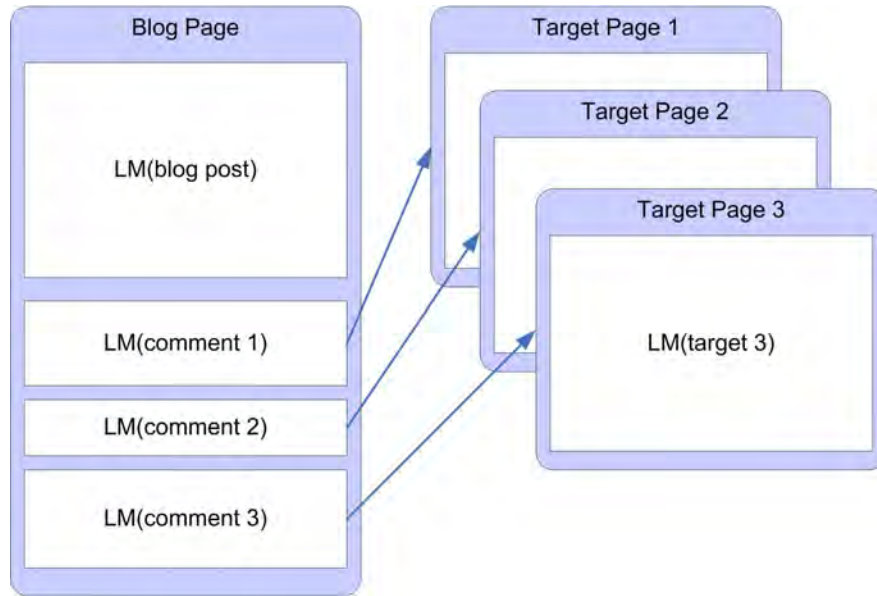 Blog Page
LM(blog post)
LM(comment 1)
LM(comment 2)
LM(comment 3)
Target Page 1
Target Page 2
Target Page 3
LM(target 3)